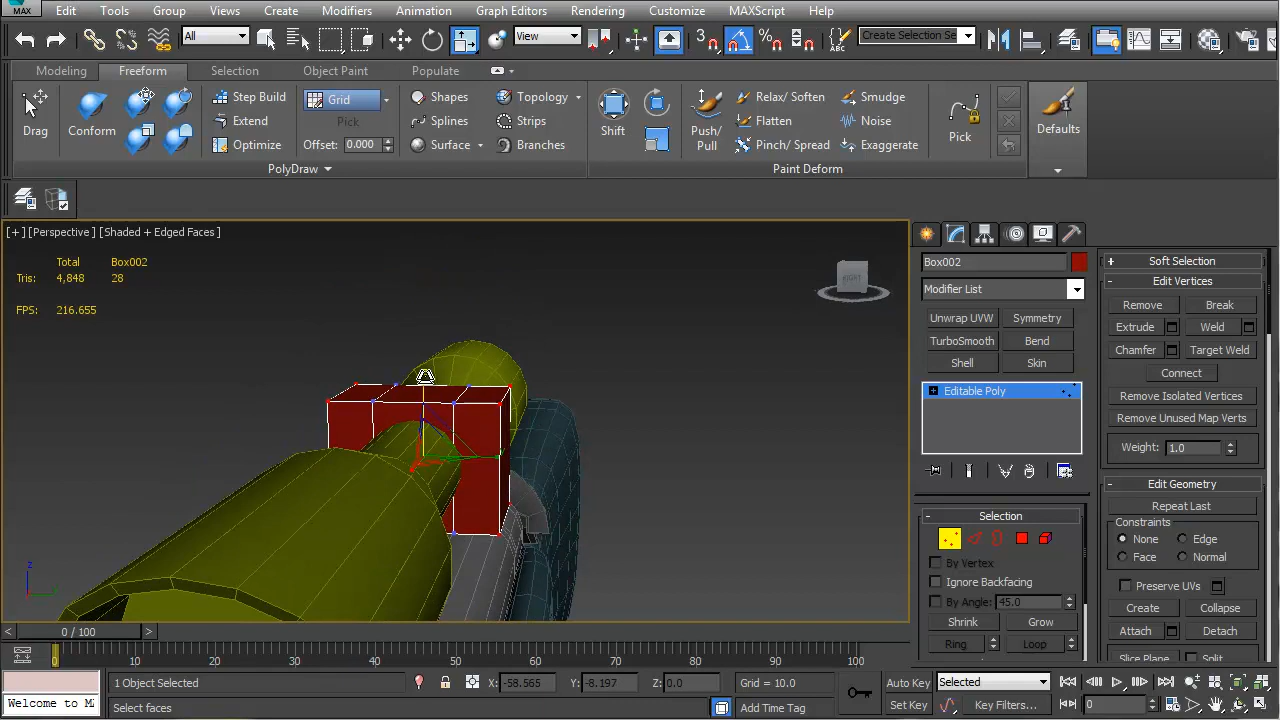 MAX Edit Tools Group Views Create Modifiers Animation Graph Editors Rendering Customize MAXScript Help
All View 3 % ABC Create Selection Se
Modeling Freeform Selection Object Paint Populate
Drag Conform Step Build Extend Optimize Grid Pick Offset: 0.000 Shapes Splines Surface Topology Strips Branches Shift Push/ Pull Relax/ Soften Flatten Pinch/ Spread Smudge Noise Exaggerate Pick Defaults
PolyDraw Paint Deform
[+] [Perspective ] [Shaded + Edged Faces ]
Total Box002
Tris: 4,848 28
FPS: 216.655
RIGHT
z
Box002
Modifier List
Unwrap UVW Symmetry
TurboSmooth Bend
Shell Skin
Editable Poly
- Selection
By Vertex
Ignore Backfacing
By Angle: 45.0
Shrink Grow
Ring Loop
+ Soft Selection
- Edit Vertices
Remove Break
Extrude Weld
Chamfer Target Weld
Connect
Remove Isolated Vertices
Remove Unused Map Verts
Weight: 1.0
- Edit Geometry
Repeat Last
Constraints
None Edge
Face Normal
Preserve UVs
Create Collapse
Attach Detach
Slice Plane Split
< 0 / 100 >
0 10 20 30 40 50 60 70 80 90 100
1 Object Selected X: -58.565 Y: -8.197 Z: 0.0 Grid = 10.0 Auto Key Selected
Welcome to M Select faces Add Time Tag Set Key Key Filters... 0